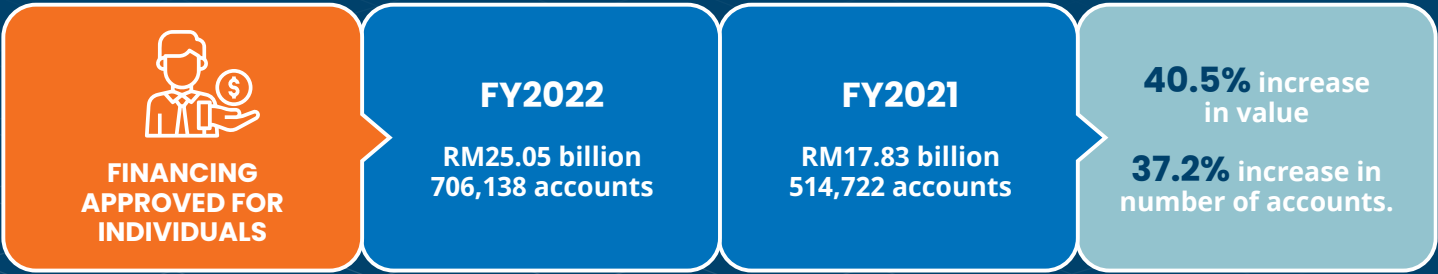 FINANCING
APPROVED FOR
INDIVIDUALS
FY2022
RM25.05 billion
706,138 accounts
FY2021
RM17.83 billion
514,722 accounts
40.5% increase
in value
37.2% increase in
number of accounts.